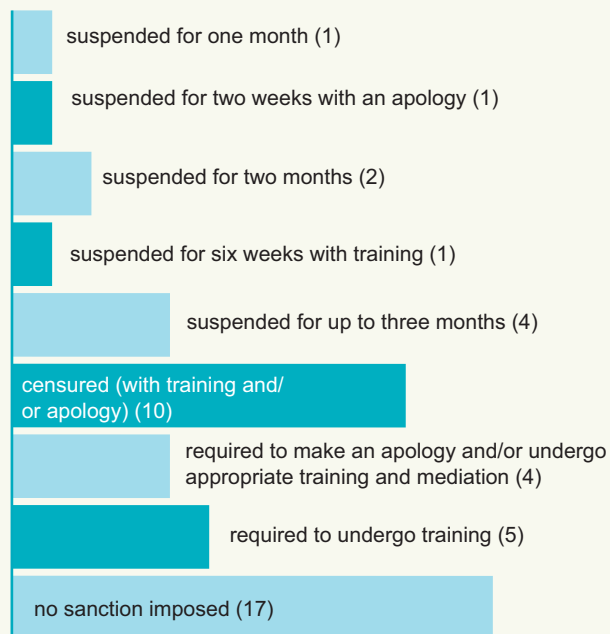 suspended for one month (1)
suspended for two weeks with an apology (1)
suspended for two months (2)
suspended for six weeks with training (1)
suspended for up to three months (4)
censured (with training and/
or apology) (10)
required to make an apology and/or undergo
appropriate training and mediation (4)
required to undergo training (5)
no sanction imposed (17)